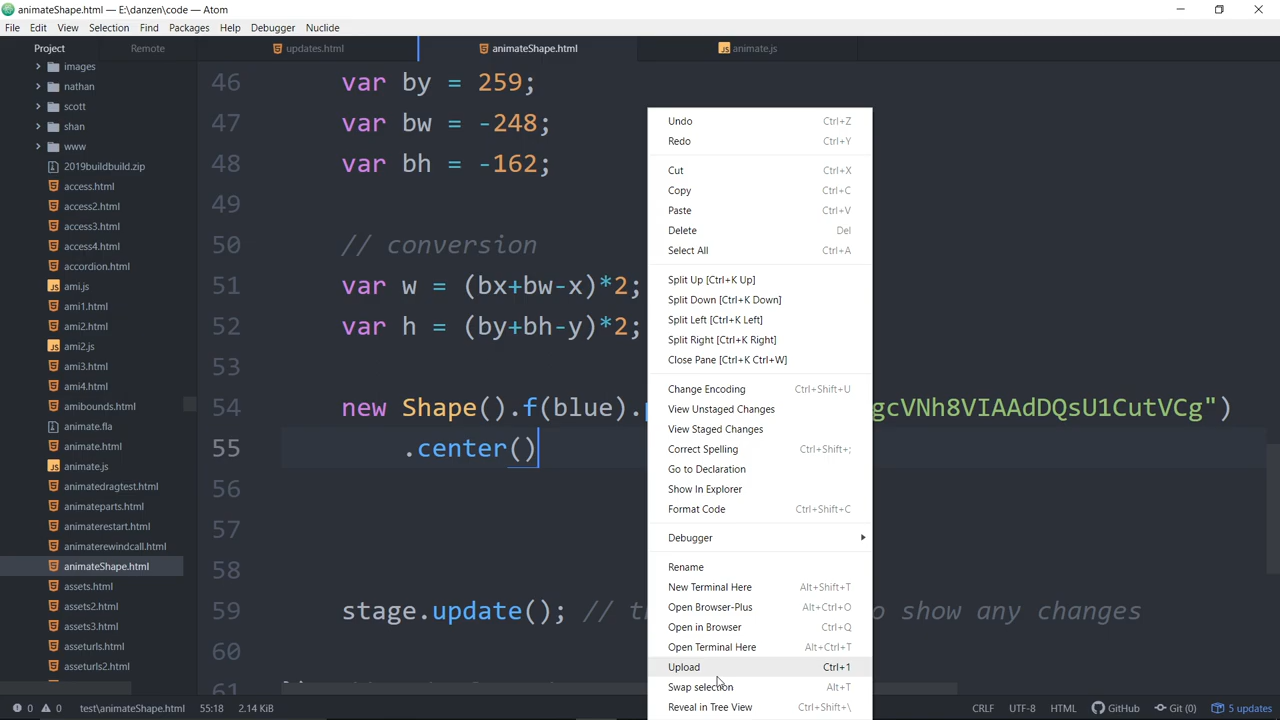 animateShape.html — E:\danzen\code — Atom
File Edit View Selection Find Packages Help Debugger Nuclide
Project Remote updates.html animateShape.html animate.js
images
nathan
scott
shan
www
2019buildbuild.zip
access.html
access2.html
access3.html
access4.html
accordion.html
ami.js
ami1.html
ami2.html
ami2.js
ami3.html
ami4.html
amibounds.html
animate.fla
animate.html
animate.js
animatedragtest.html
animateparts.html
animaterestart.html
animaterewindcall.html
animateShape.html
assets.html
assets2.html
assets3.html
asseturls.html
asseturls2.html
46 var by = 259;
47 var bw = -248;
48 var bh = -162;
49
50 // conversion
51 var w = (bx+bw-x)*2;
52 var h = (by+bh-y)*2;
53
54 new Shape().f(blue). gcVNh8VIAAdDQsU1CutVCg")
55 .center()
56
57
58
59 stage.update(); // show any changes
60
61
Undo Ctrl+Z
Redo Ctrl+Y
Cut Ctrl+X
Copy Ctrl+C
Paste Ctrl+V
Delete Del
Select All Ctrl+A
Split Up [Ctrl+K Up]
Split Down [Ctrl+K Down]
Split Left [Ctrl+K Left]
Split Right [Ctrl+K Right]
Close Pane [Ctrl+K Ctrl+W]
Change Encoding Ctrl+Shift+U
View Unstaged Changes
View Staged Changes
Correct Spelling Ctrl+Shift+;
Go to Declaration
Show In Explorer
Format Code Ctrl+Shift+C
Debugger
Rename
New Terminal Here Alt+Shift+T
Open Browser-Plus Alt+Ctrl+O
Open in Browser Ctrl+Q
Open Terminal Here Alt+Ctrl+T
Upload Ctrl+1
Swap selection Alt+T
Reveal in Tree View Ctrl+Shift+\
0 0 test\animateShape.html 55:18 2.14 KiB CRLF UTF-8 HTML GitHub Git (0) 5 updates